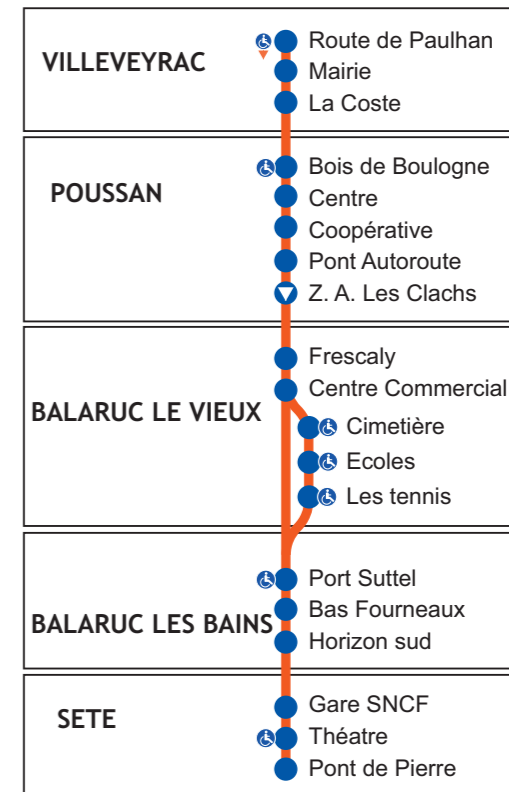 VILLEVEYRAC
Route de Paulhan
Mairie
La Coste
POUSSAN
Bois de Boulogne
Centre
Coopérative
Pont Autoroute
Z. A. Les Clachs
BALARUC LE VIEUX
Frescaly
Centre Commercial
Cimetière
Ecoles
Les tennis
BALARUC LES BAINS
Port Suttel
Bas Fourneaux
Horizon sud
SETE
Gare SNCF
Théatre
Pont de Pierre